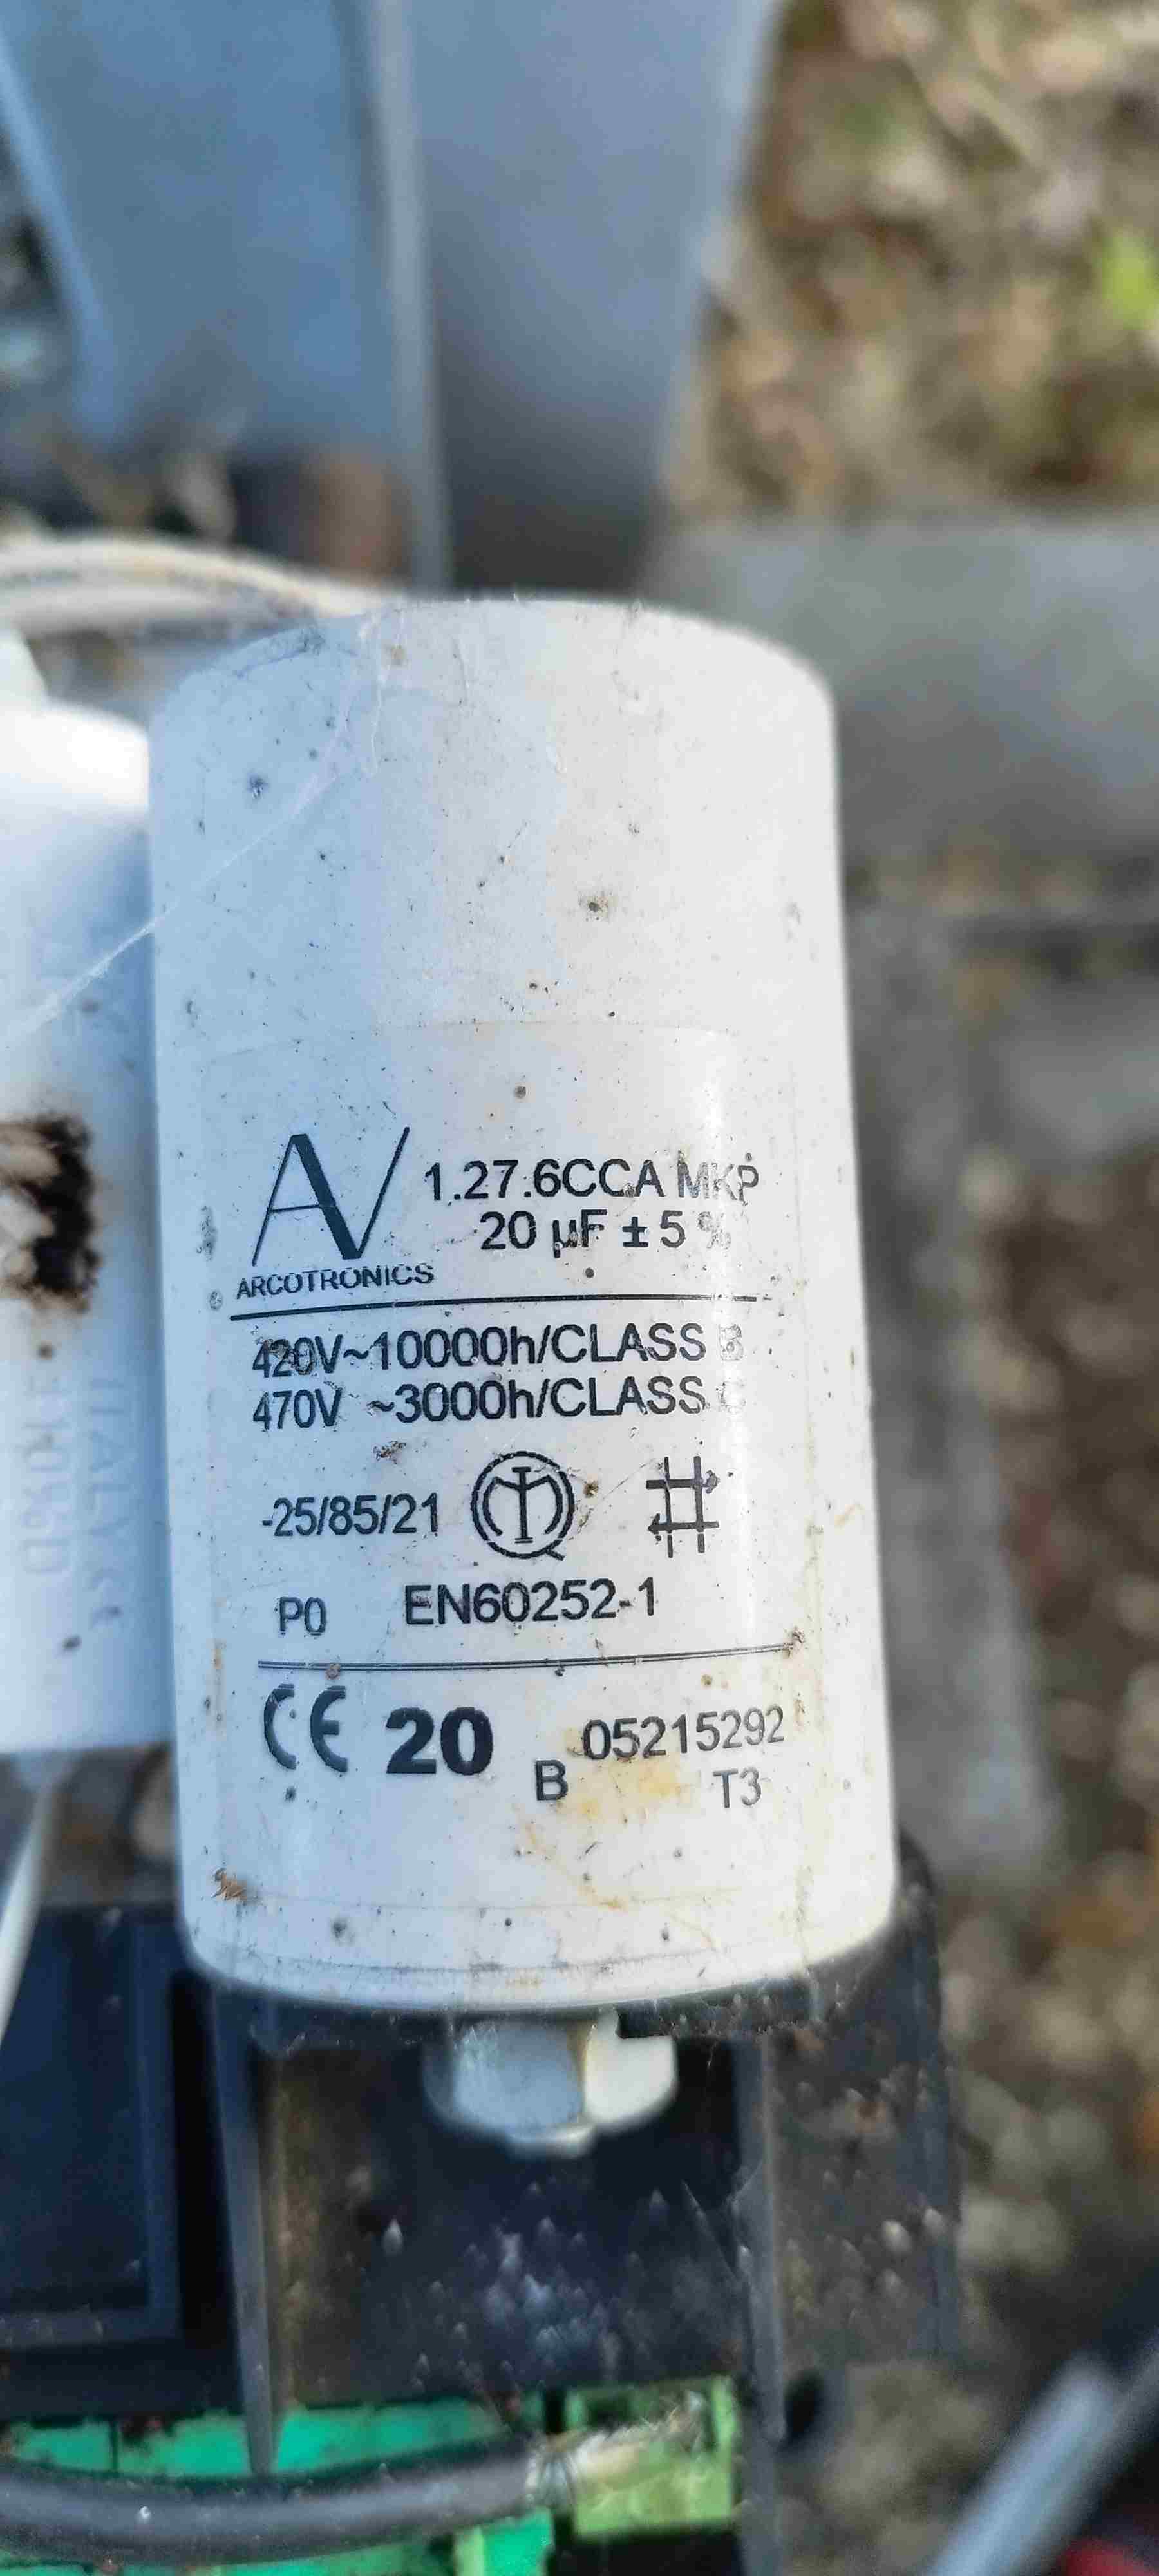 1.27.6CCA MKP
20 µF ± 5 %
ARCOTRONICS
420V~10000h/CLASS B
470V ~3000h/CLASS C
-25/85/21
P0 EN60252-1
CE 20 05215292
B T3
ITALY